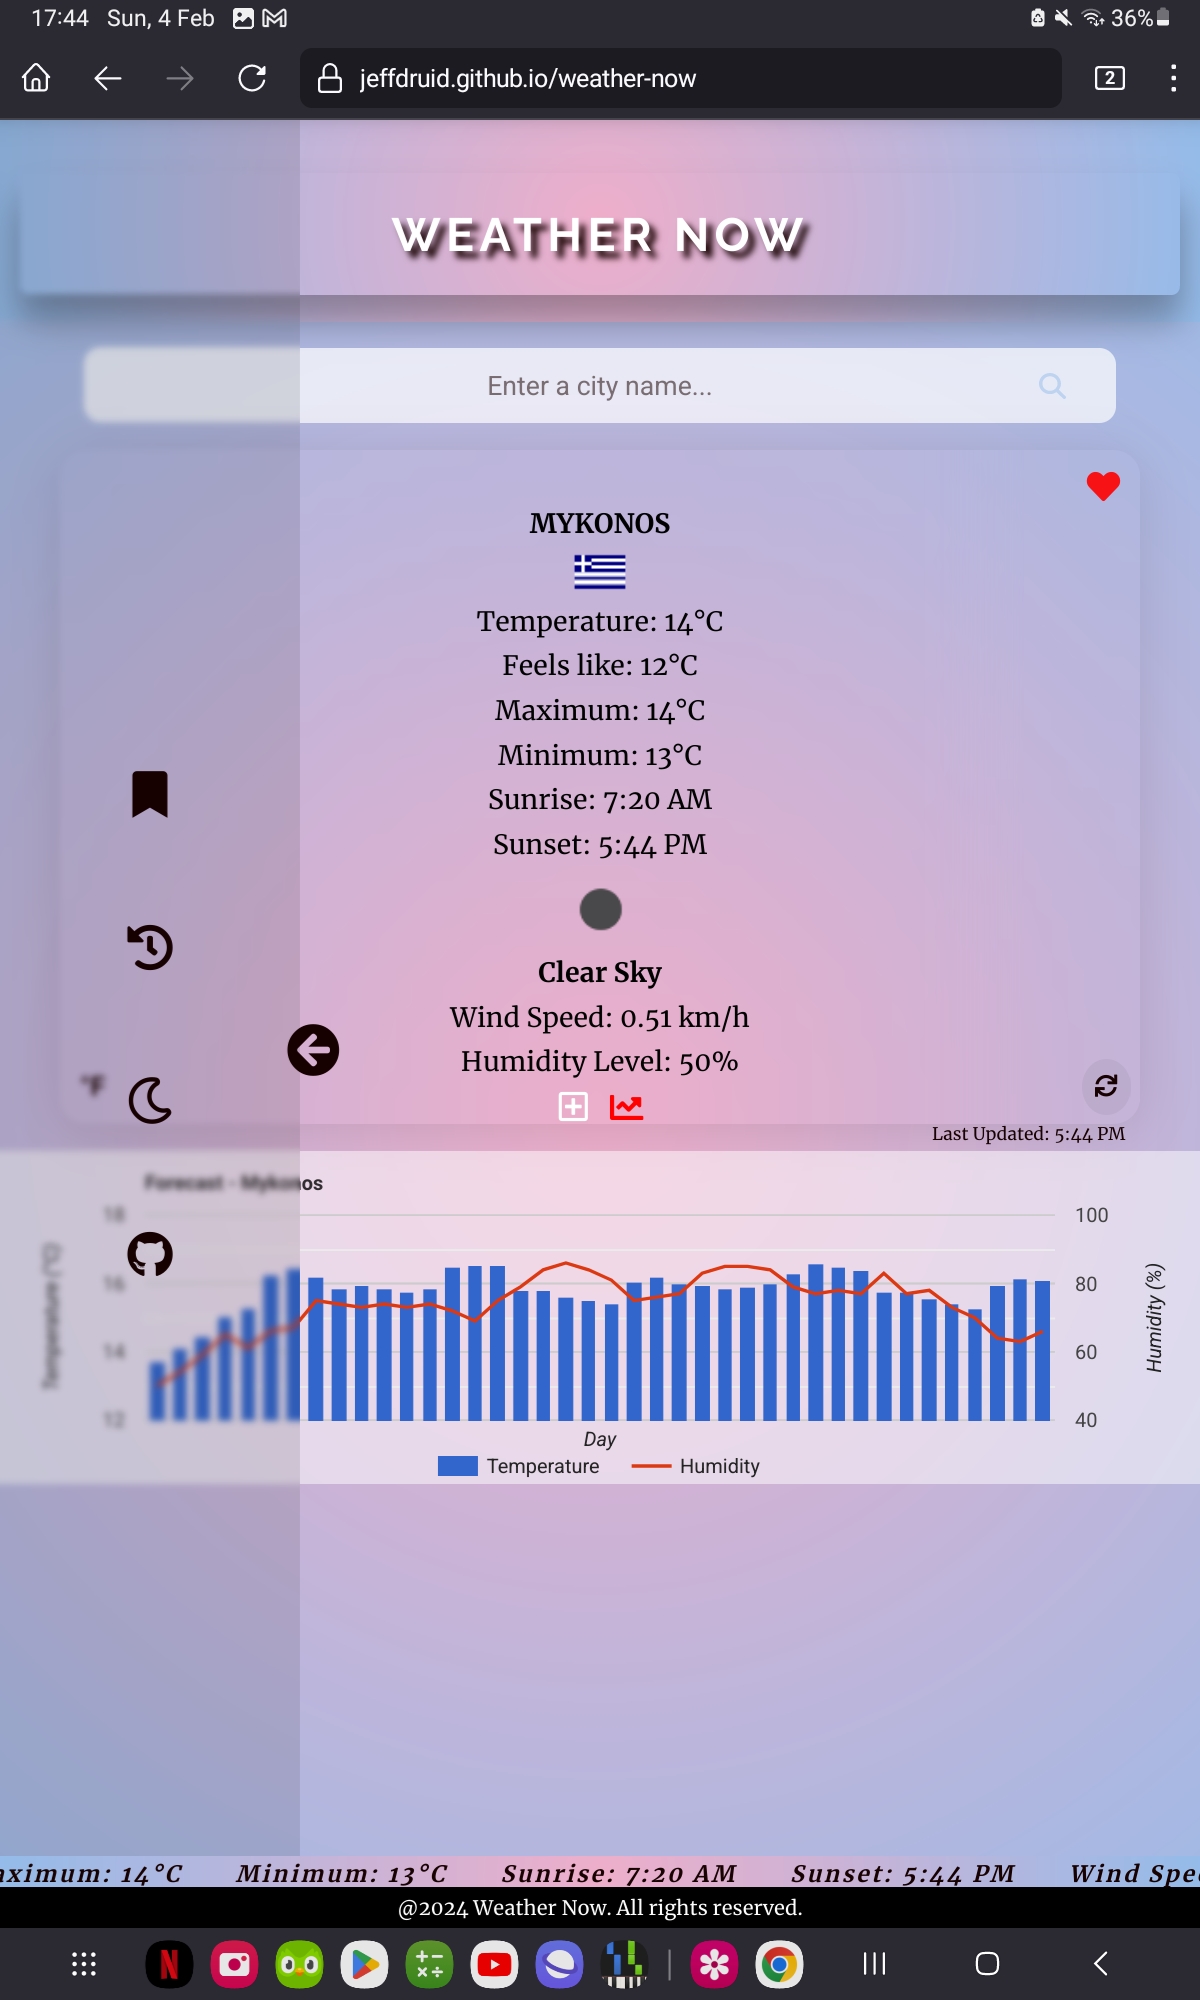 17:44 Sun, 4 Feb 36%
jeffdruid.github.io/weather-now 2
WEATHER NOW
Enter a city name...
MYKONOS
Temperature: 14°C
Feels like: 12°C
Maximum: 14°C
Minimum: 13°C
Sunrise: 7:20 AM
Sunset: 5:44 PM
Clear Sky
Wind Speed: 0.51 km/h
Humidity Level: 50%
°F
Last Updated: 5:44 PM
Forecast - Mykonos
18 100
16 80
14 60
12 40
Temperature (°C)
Humidity (%)
Day
Temperature Humidity
aximum: 14°C Minimum: 13°C Sunrise: 7:20 AM Sunset: 5:44 PM Wind Spe
@2024 Weather Now. All rights reserved.
N